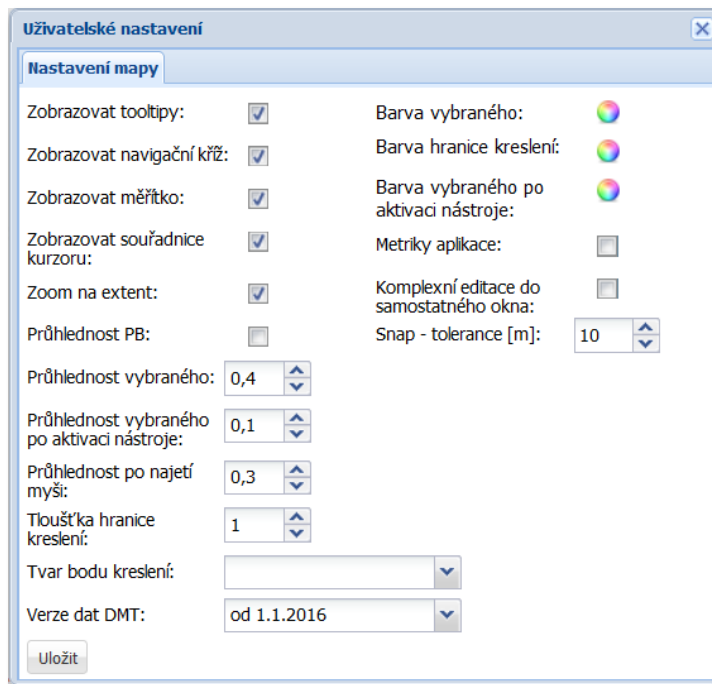 Uživatelské nastavení
Nastavení mapy
Zobrazovat tooltipy:
Zobrazovat navigační kříž:
Zobrazovat měřítko:
Zobrazovat souřadnice
kurzoru:
Zoom na extent:
Průhlednost PB:
Průhlednost vybraného: 0,4
Průhlednost vybraného
po aktivaci nástroje: 0,1
Průhlednost po najetí
myši: 0,3
Tloušťka hranice
kreslení: 1
Tvar bodu kreslení:
Verze dat DMT: od 1.1.2016
Uložit
Barva vybraného:
Barva hranice kreslení:
Barva vybraného po
aktivaci nástroje:
Metriky aplikace:
Komplexní editace do
samostatného okna:
Snap - tolerance [m]: 10